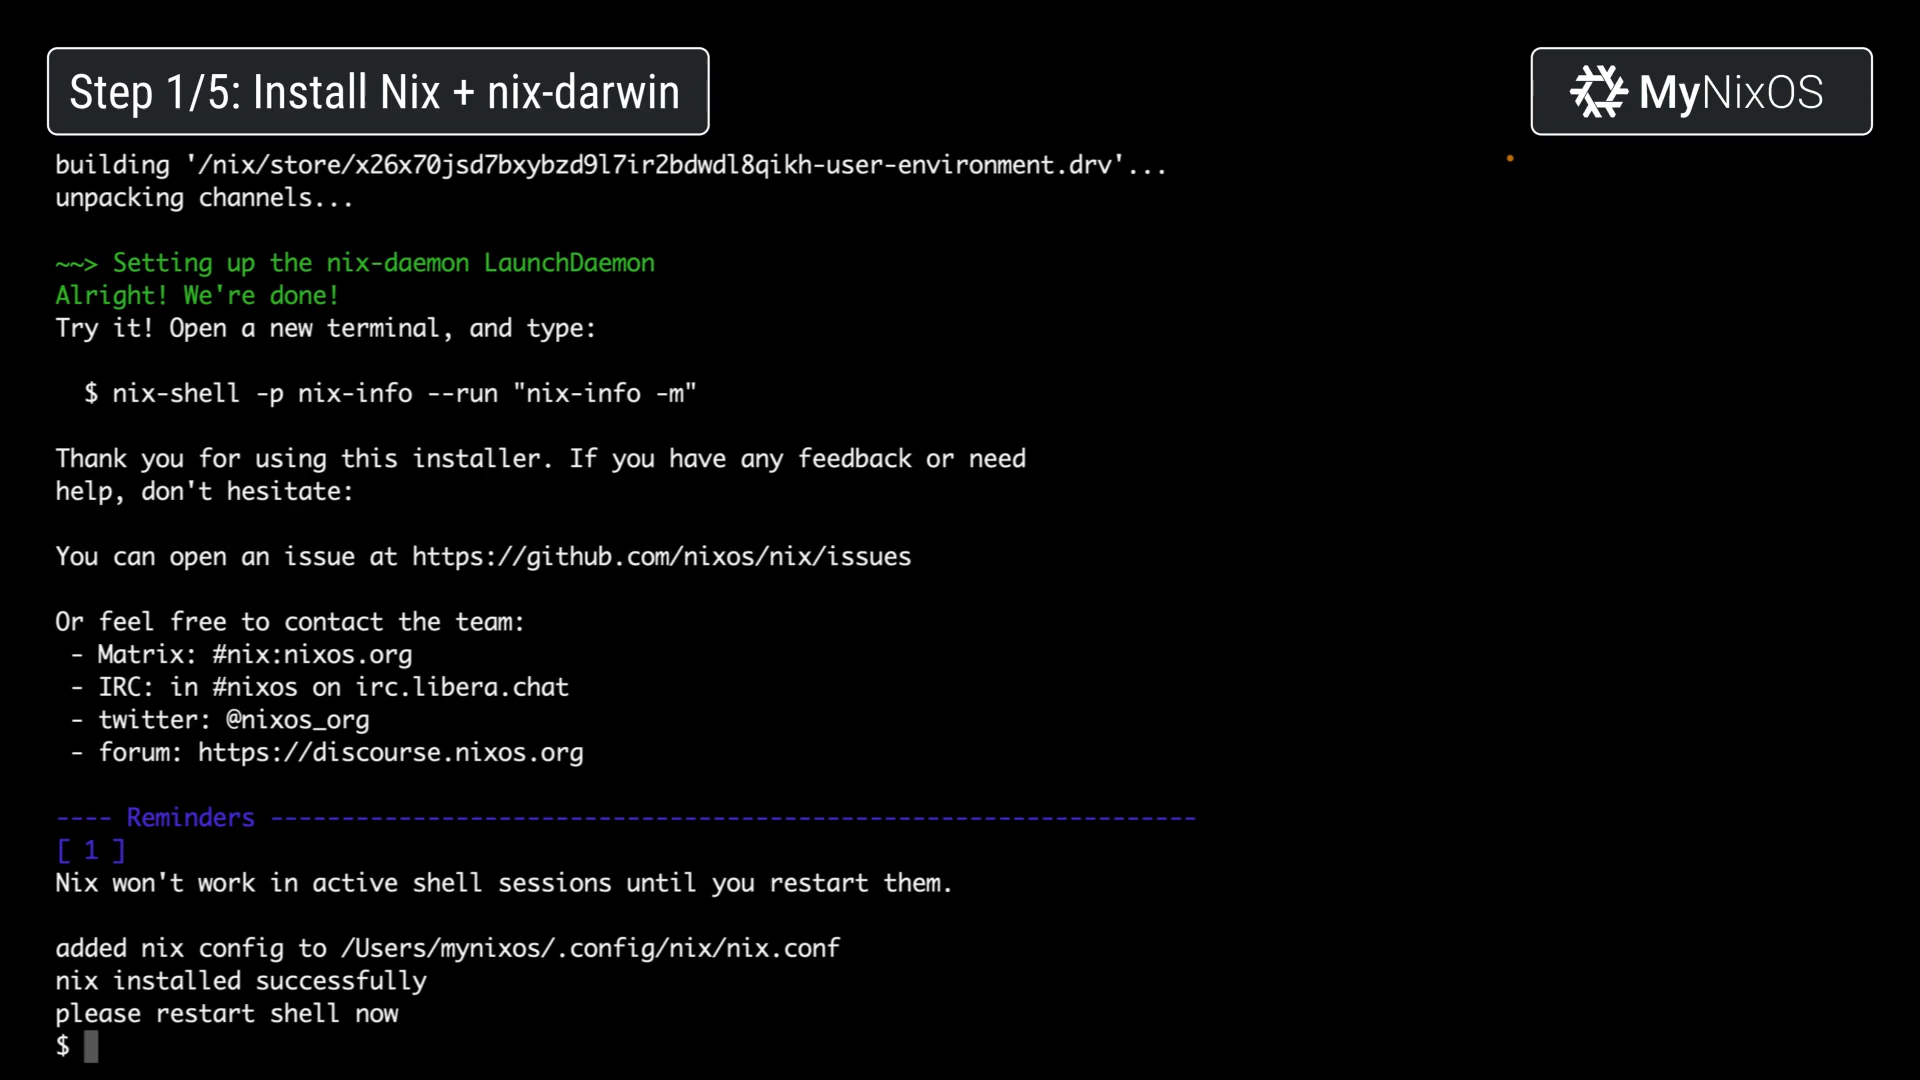 Step 1/5: Install Nix + nix-darwin
MyNixOS
building '/nix/store/x26x70jsd7bxybzd9l7ir2bdwdl8qikh-user-environment.drv'...
unpacking channels...
~~> Setting up the nix-daemon LaunchDaemon
Alright! We're done!
Try it! Open a new terminal, and type:
$ nix-shell -p nix-info --run "nix-info -m"
Thank you for using this installer. If you have any feedback or need
help, don't hesitate:
You can open an issue at https://github.com/nixos/nix/issues
Or feel free to contact the team:
- Matrix: #nix:nixos.org
- IRC: in #nixos on irc.libera.chat
- twitter: @nixos_org
- forum: https://discourse.nixos.org
---- Reminders -----------------------------------------------------------------
[ 1 ]
Nix won't work in active shell sessions until you restart them.
added nix config to /Users/mynixos/.config/nix/nix.conf
nix installed successfully
please restart shell now
$